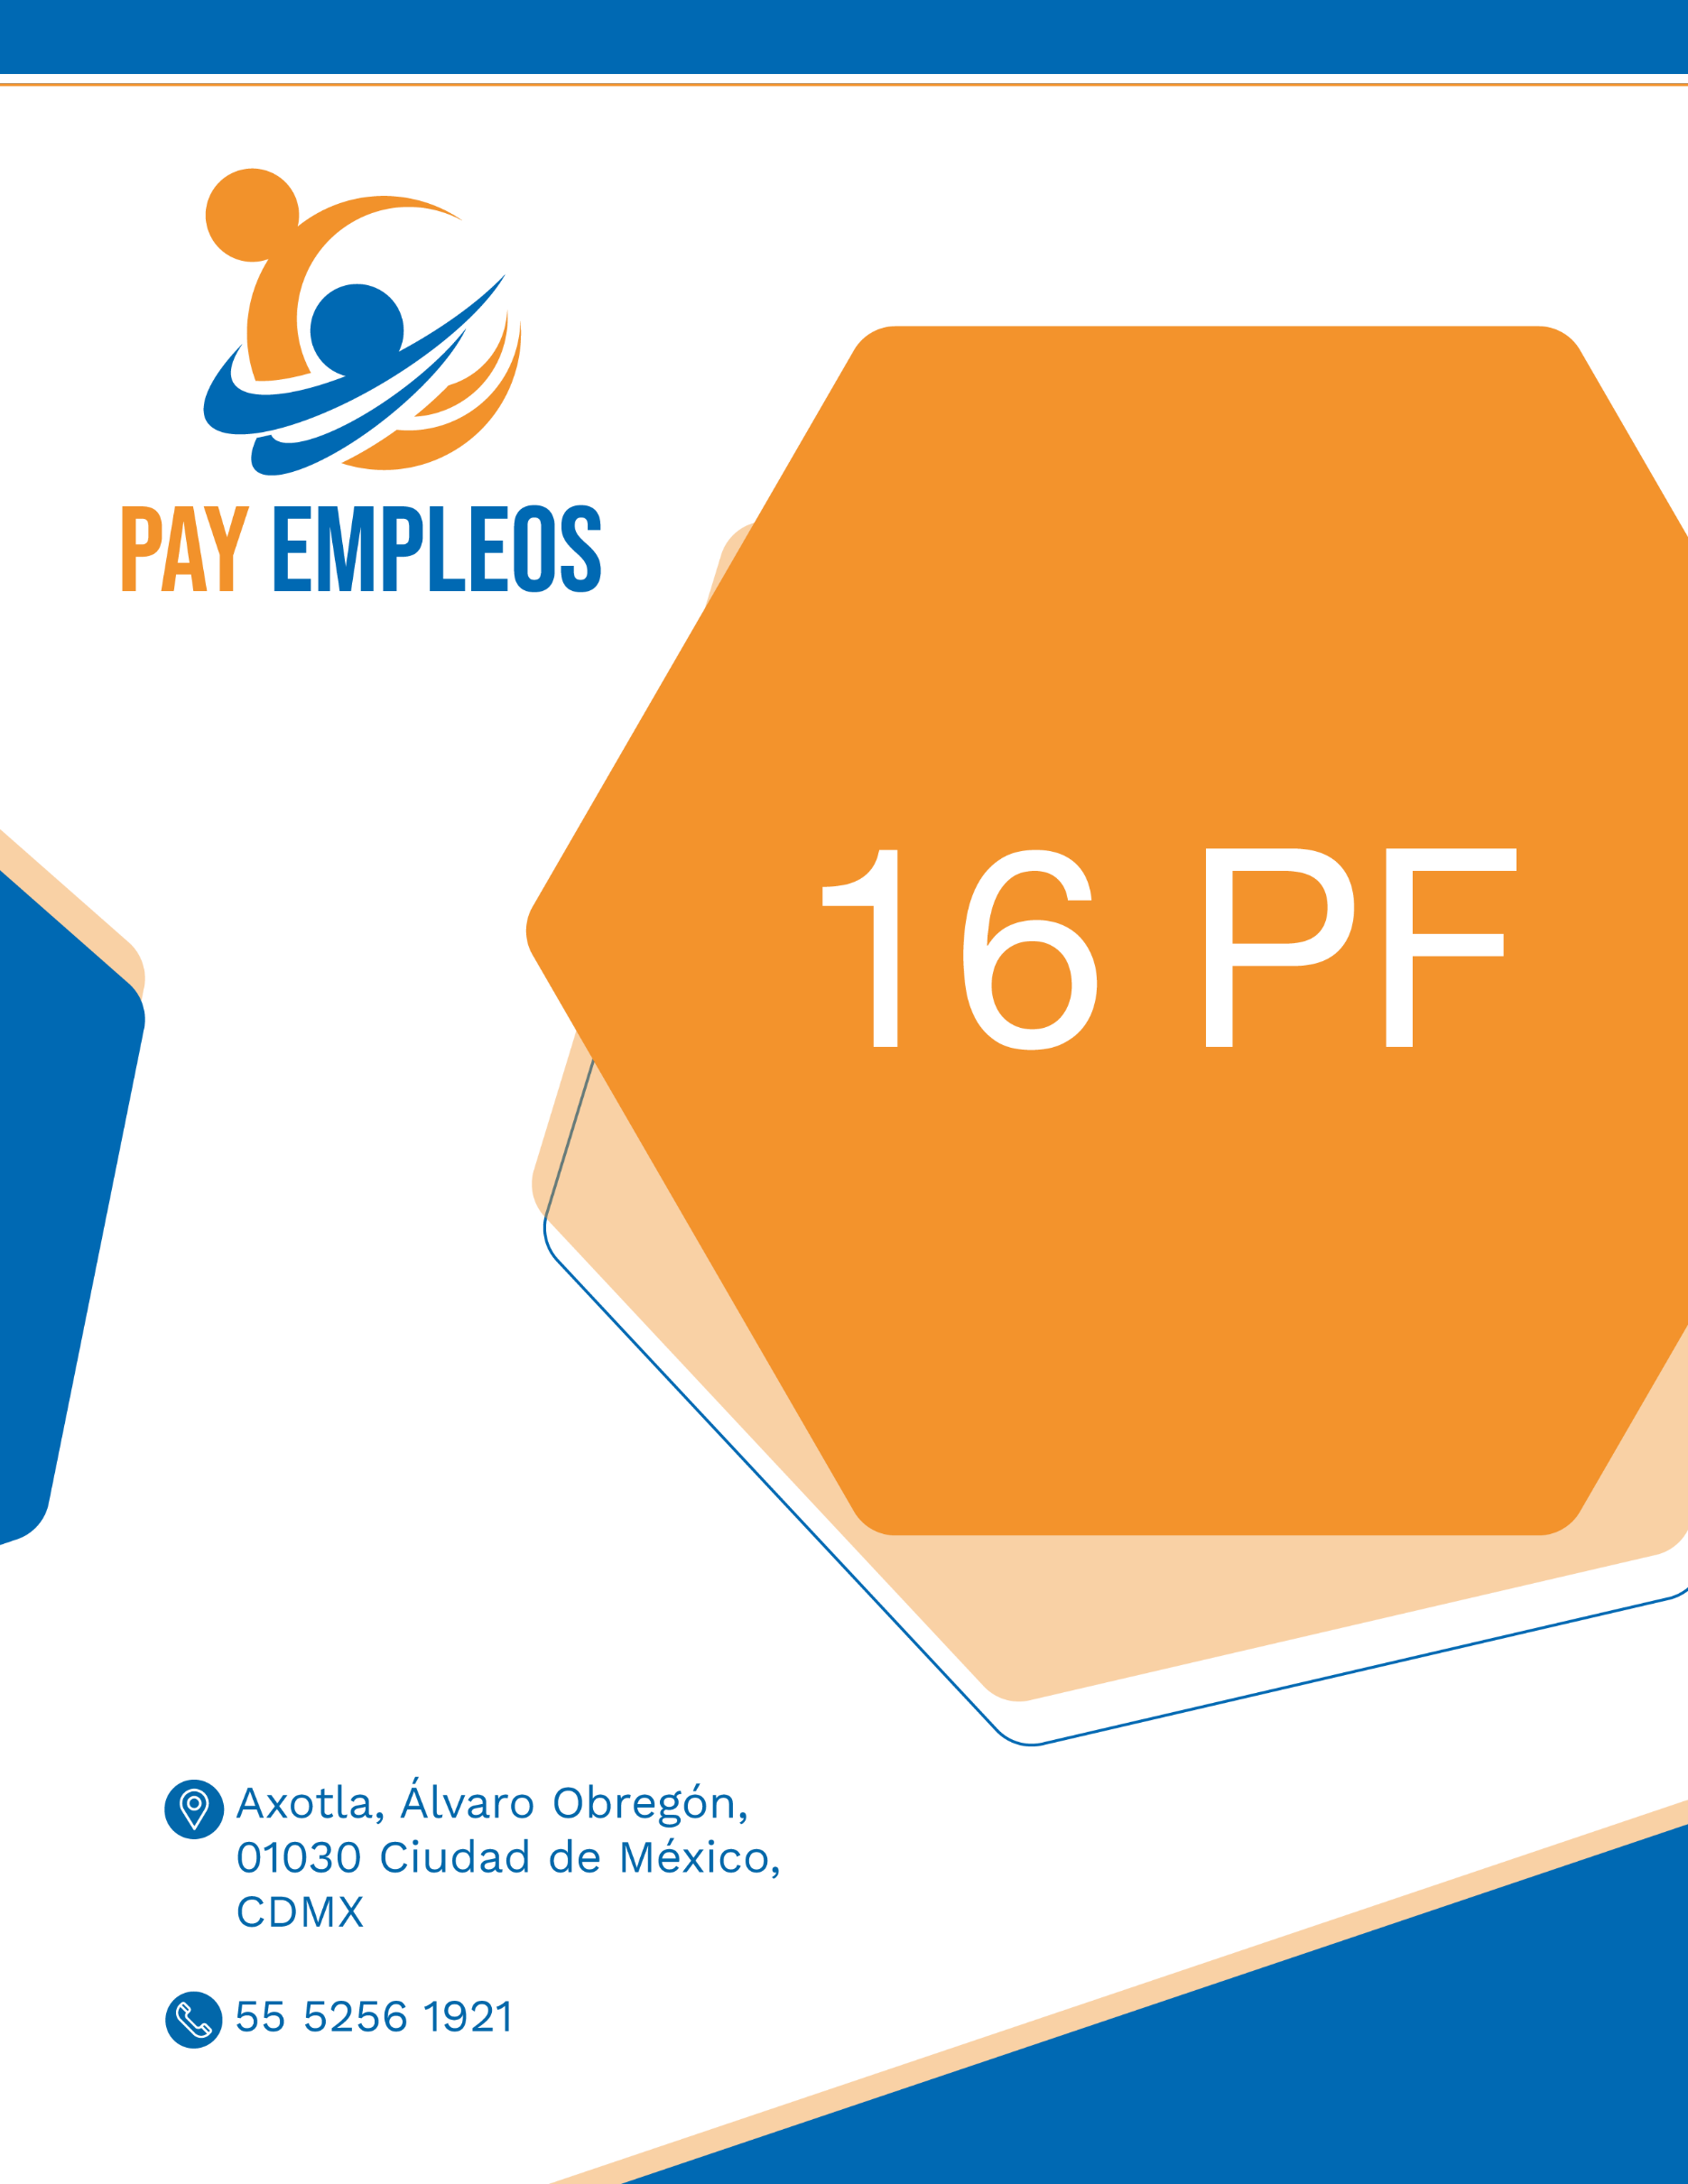 PAY EMPLEOS
16 PF
Axotla, Álvaro Obregón,
01030 Ciudad de México,
CDMX
55 5256 1921